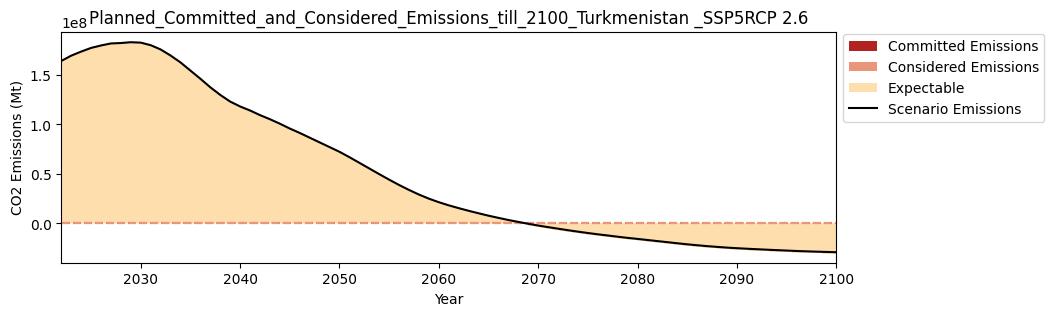 Planned_Committed_and_Considered_Emissions_till_2100_Turkmenistan _SSP5RCP 2.6
1e8
1.5
1.0
0.5
0.0
CO2 Emissions (Mt)
2030 2040 2050 2060 2070 2080 2090 2100
Year
Committed Emissions
Considered Emissions
Expectable
Scenario Emissions